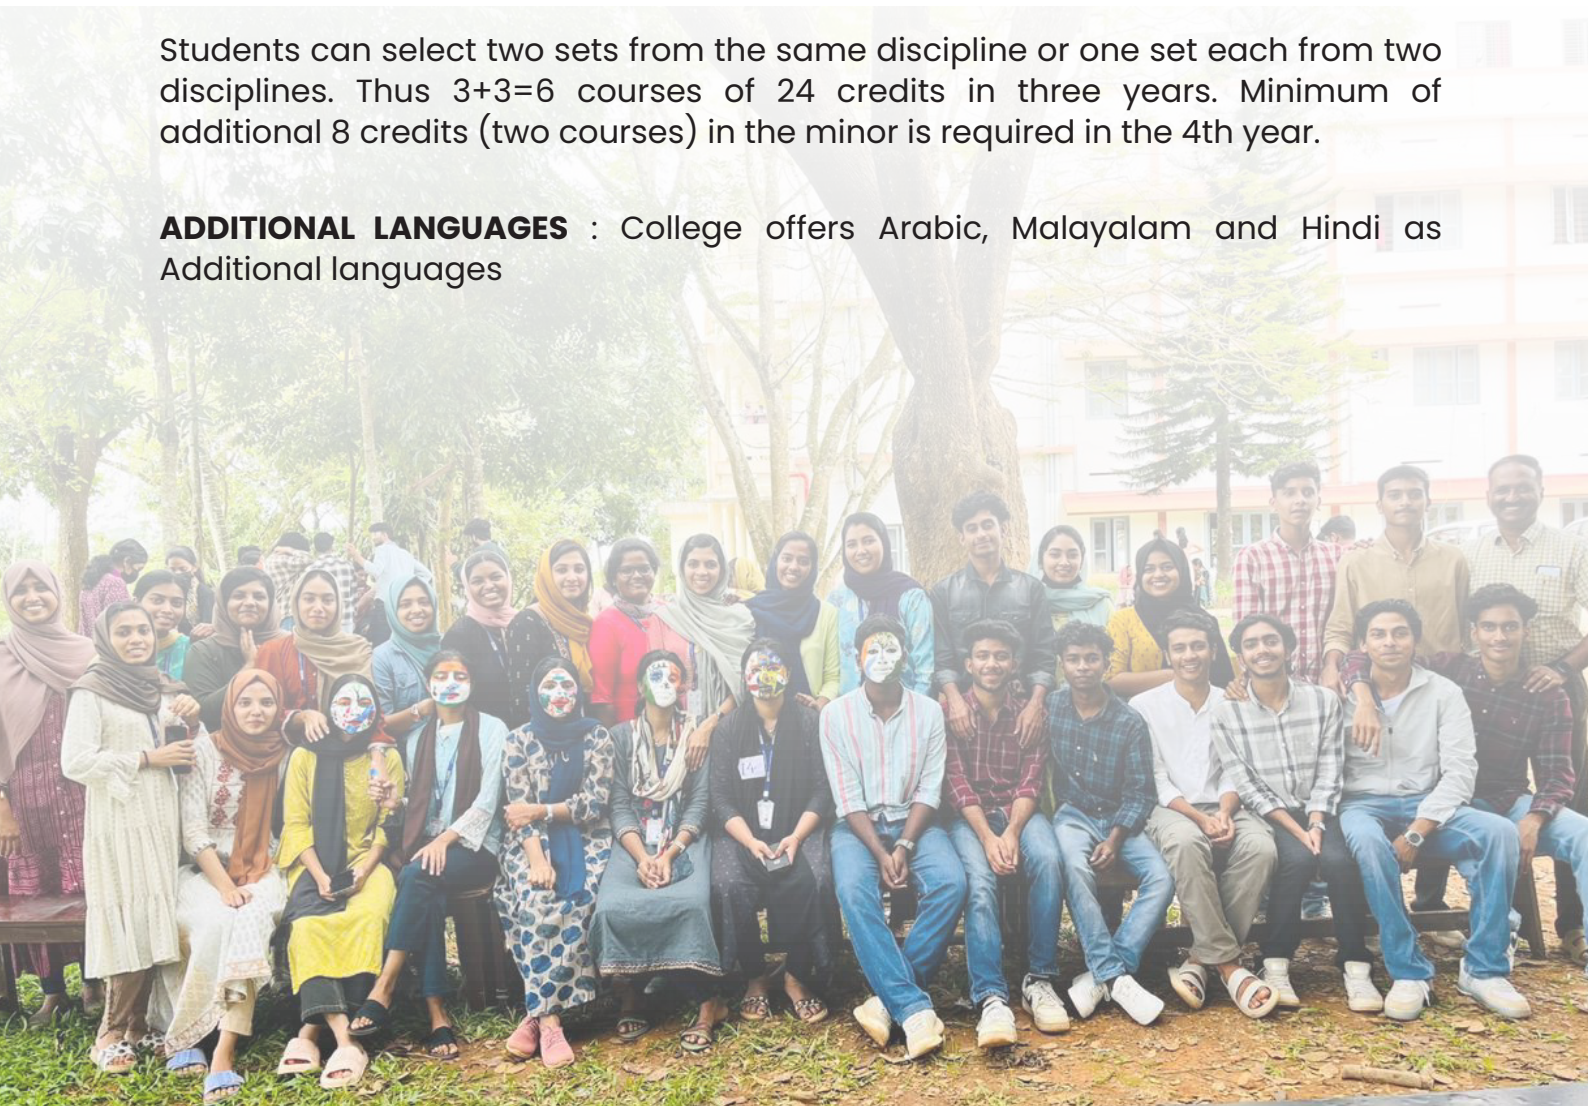 Students can select two sets from the same discipline or one set each from two
disciplines. Thus 3+3=6 courses of 24 credits in three years. Minimum of
additional 8 credits (two courses) in the minor is required in the 4th year.
ADDITIONAL LANGUAGES : College offers Arabic, Malayalam and Hindi as
Additional languages